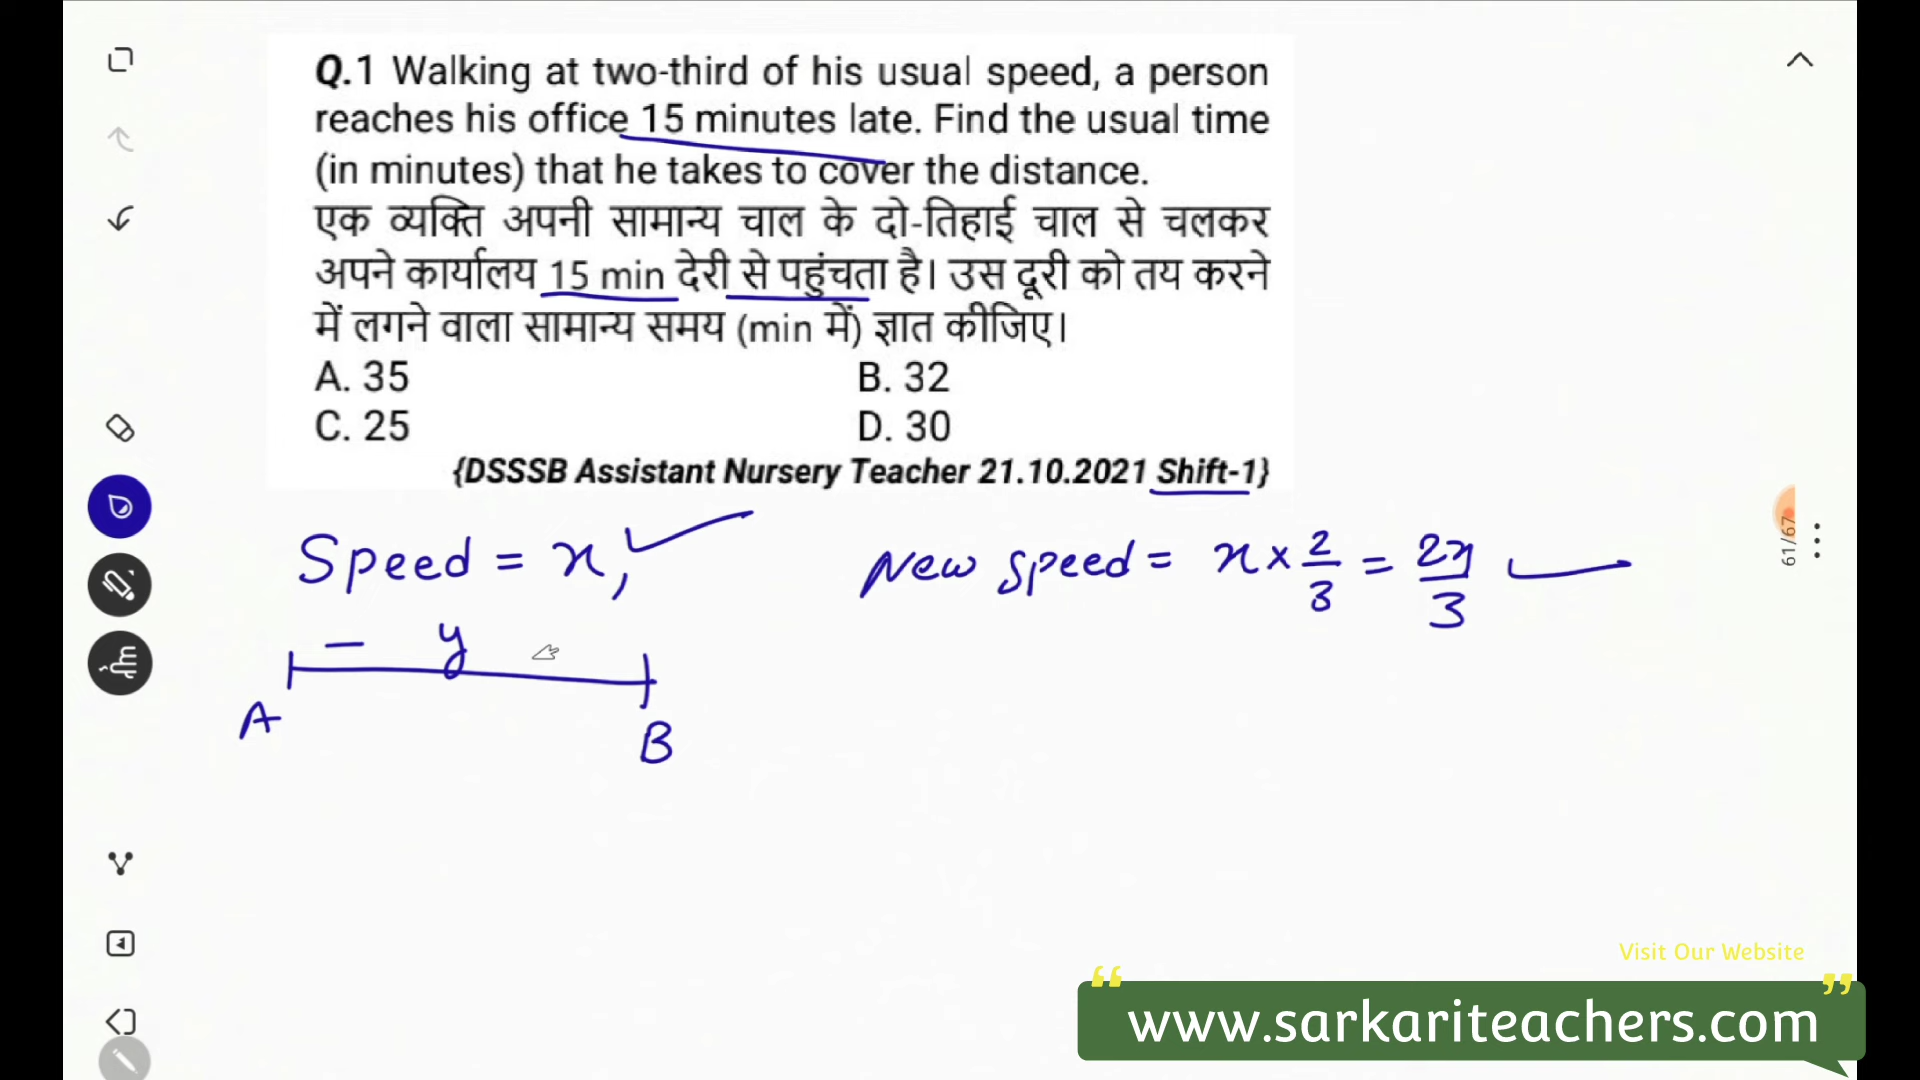 Q.1 Walking at two-third of his usual speed, a person
reaches his office 15 minutes late. Find the usual time
(in minutes) that he takes to cover the distance.
एक व्यक्ति अपनी सामान्य चाल के दो-तिहाई चाल से चलकर
अपने कार्यालय 15 min देरी से पहुंचता है। उस दूरी को तय करने
में लगने वाला सामान्य समय (min में) ज्ञात कीजिए।
A. 35 B. 32
C. 25 D. 30
{DSSSB Assistant Nursery Teacher 21.10.2021 Shift-1}
Speed = x, New speed = x × 2/3 = 2x/3
y
A B
61/67
Visit Our Website
“ www.sarkariteachers.com ”